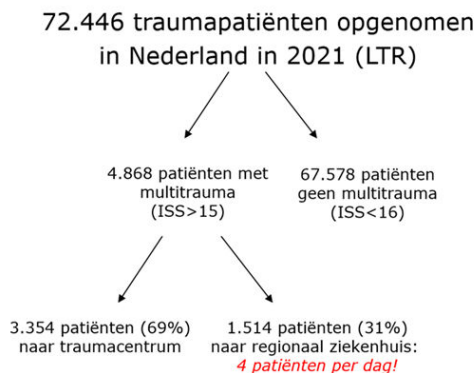 72.446 traumapatiënten opgenomen
in Nederland in 2021 (LTR)
4.868 patiënten met
multitrauma
(ISS>15)
67.578 patiënten
geen multitrauma
(ISS<16)
3.354 patiënten (69%)
naar traumacentrum
1.514 patiënten (31%)
naar regionaal ziekenhuis:
4 patiënten per dag!